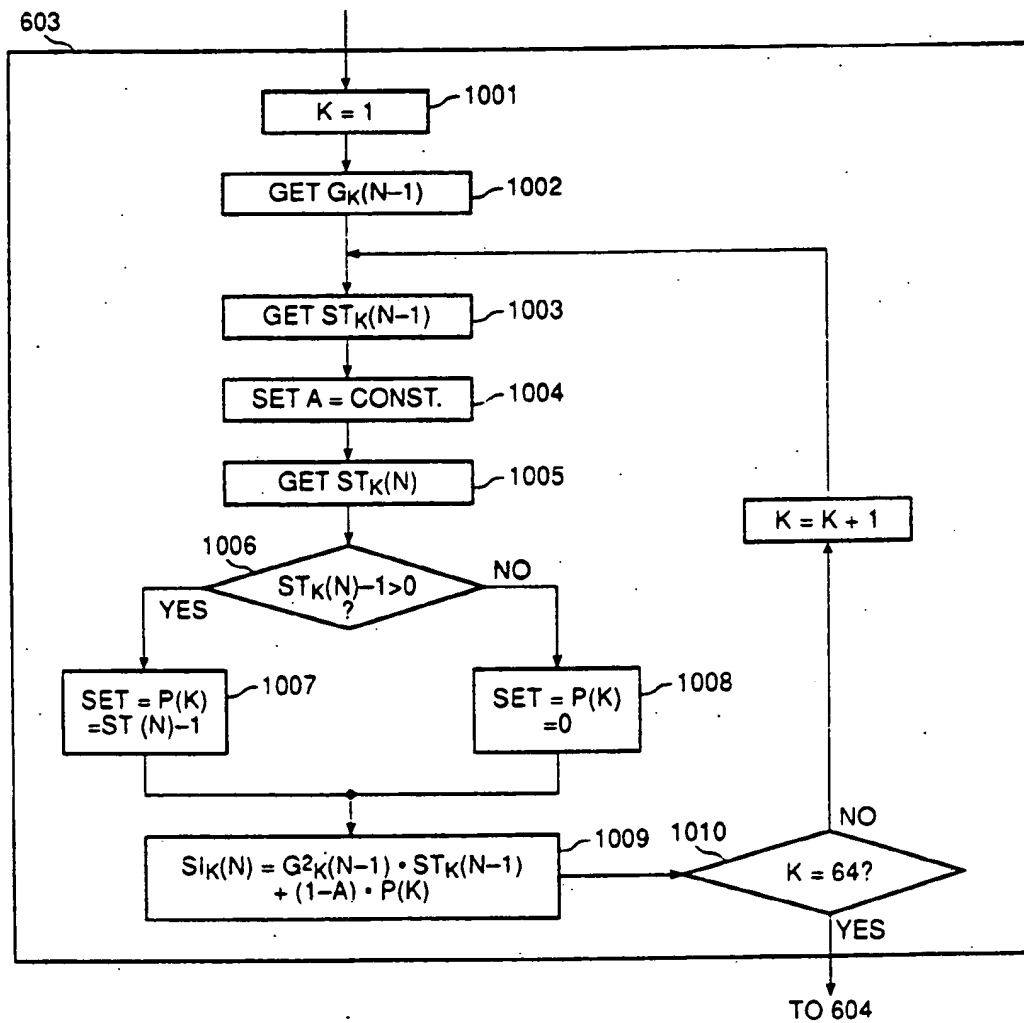 603
K = 1
1001
GET GK(N–1)
1002
GET STK(N–1)
1003
SET A = CONST.
1004
GET STK(N)
1005
K = K + 1
1006
STK(N)–1>0
?
YES
NO
SET = P(K)
=ST (N)–1
1007
SET = P(K)
=0
1008
SiK(N) = G²K(N–1) • STK(N–1)
+ (1–A) • P(K)
1009
1010
K = 64?
NO
YES
TO 604